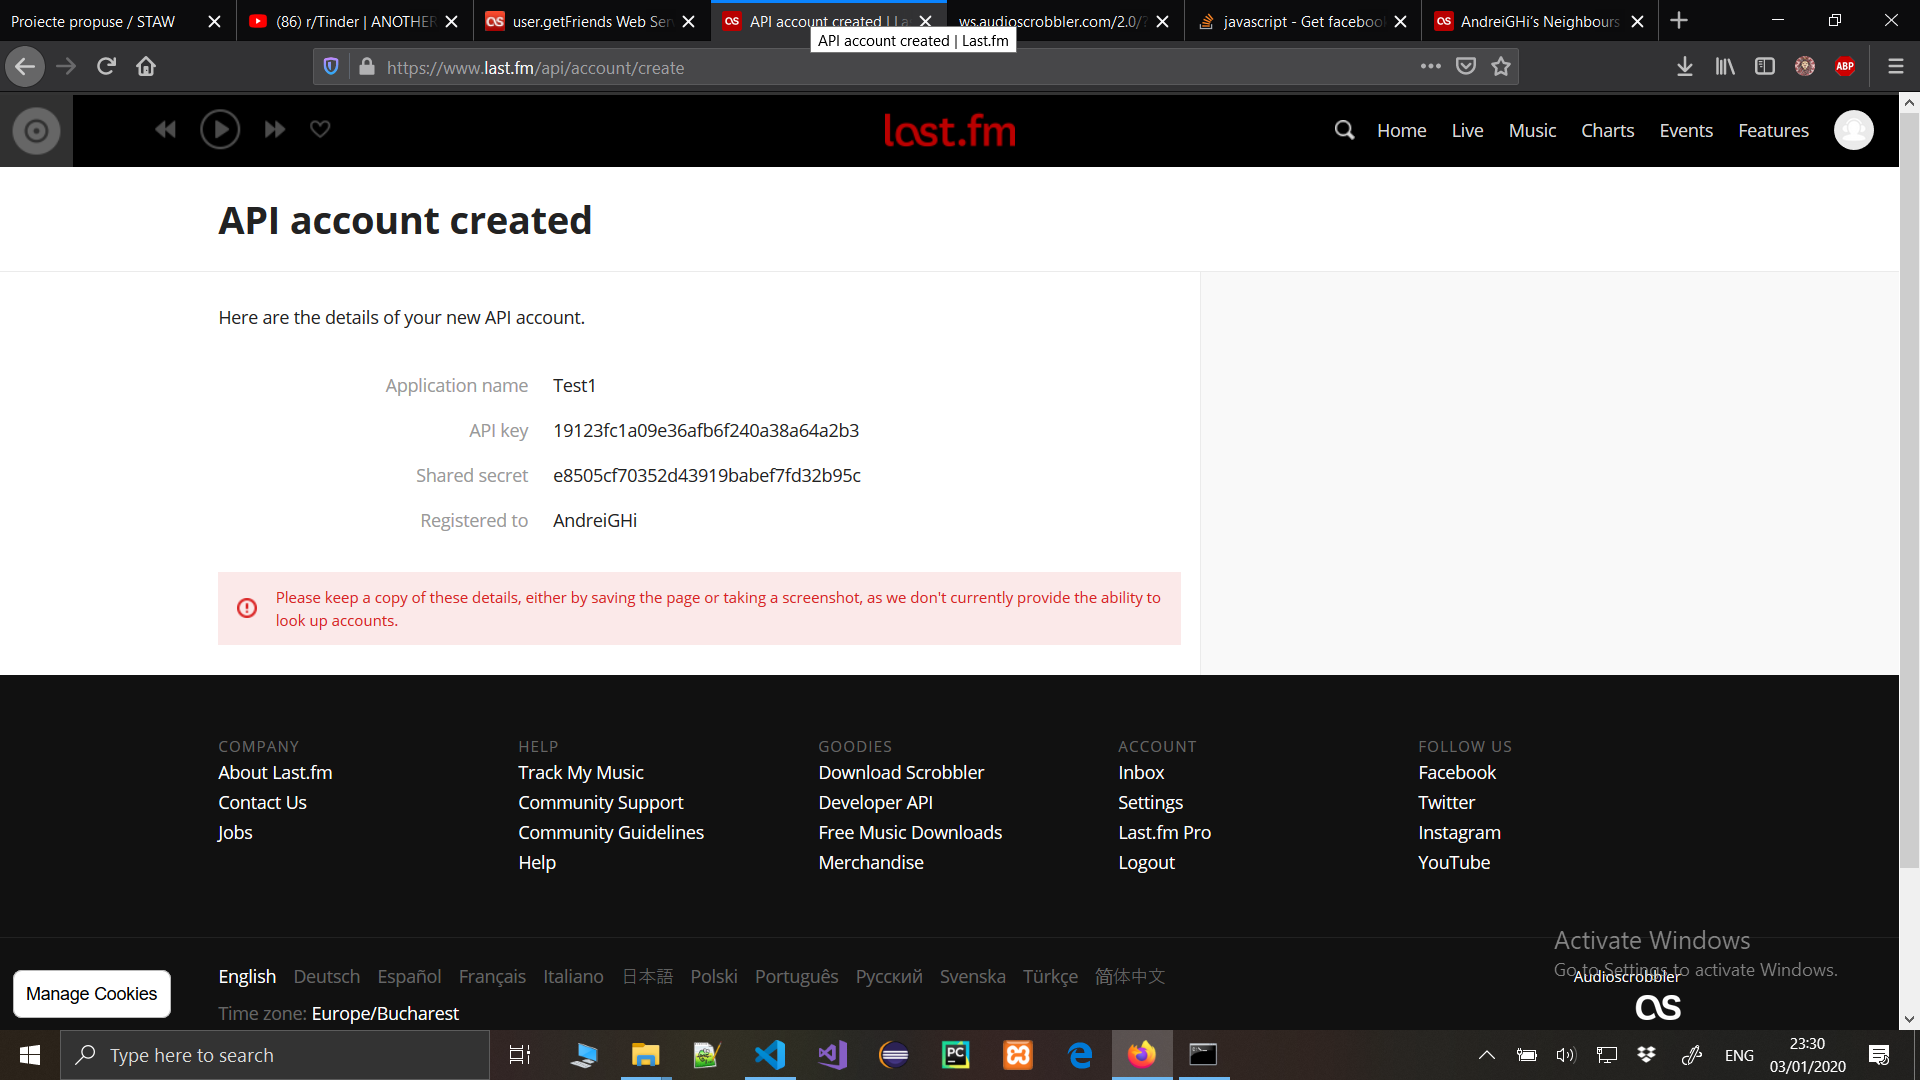 Proiecte propuse / STAW
(86) r/Tinder | ANOTHER
user.getFriends Web Ser
API account created | La
ws.audioscrobbler.com/2.0/?
javascript - Get faceboo
AndreiGHi's Neighbours
API account created | Last.fm
https://www.last.fm/api/account/create
ABP
last.fm
Home
Live
Music
Charts
Events
Features
API account created
Here are the details of your new API account.
Application name Test1
API key 19123fc1a09e36afb6f240a38a64a2b3
Shared secret e8505cf70352d43919babef7fd32b95c
Registered to AndreiGHi
Please keep a copy of these details, either by saving the page or taking a screenshot, as we don't currently provide the ability to
look up accounts.
COMPANY
About Last.fm
Contact Us
Jobs
HELP
Track My Music
Community Support
Community Guidelines
Help
GOODIES
Download Scrobbler
Developer API
Free Music Downloads
Merchandise
ACCOUNT
Inbox
Settings
Last.fm Pro
Logout
FOLLOW US
Facebook
Twitter
Instagram
YouTube
Activate Windows
Go to Settings to activate Windows.
English Deutsch Español Français Italiano 日本語 Polski Português Русский Svenska Türkçe 简体中文
Audioscrobbler
Manage Cookies
Time zone: Europe/Bucharest
Type here to search
PC
ENG
23:30
03/01/2020